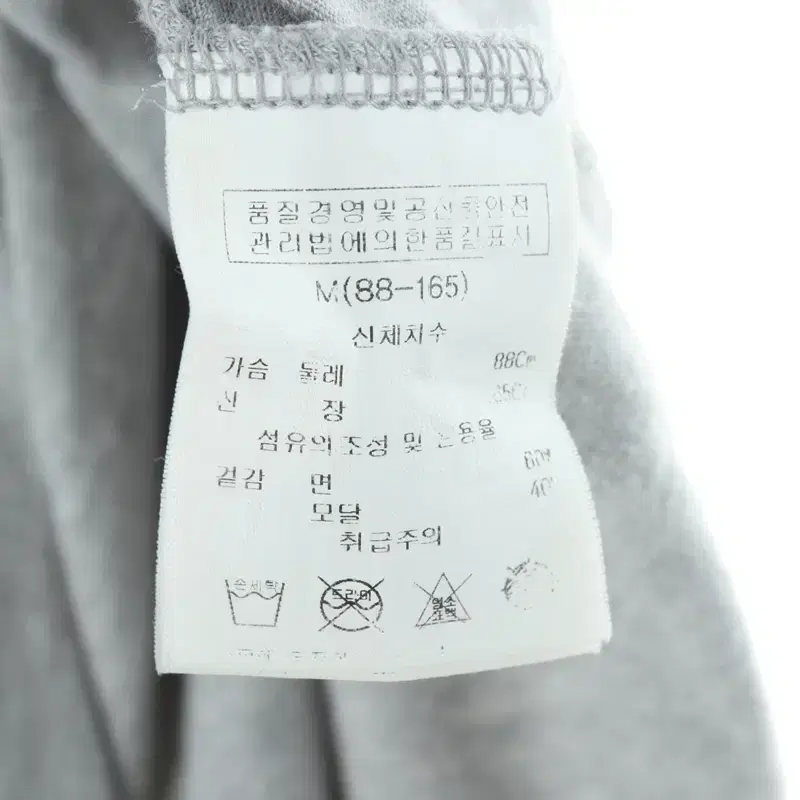 품질경영및공산품안전
관리법에의한품질표시
M(88-165)
신체치수
가슴 둘레 88Cm
신 장
섬유의 조성 및 혼용율
겉감 면
모달
취급주의
손세탁
드라이
염소
표백